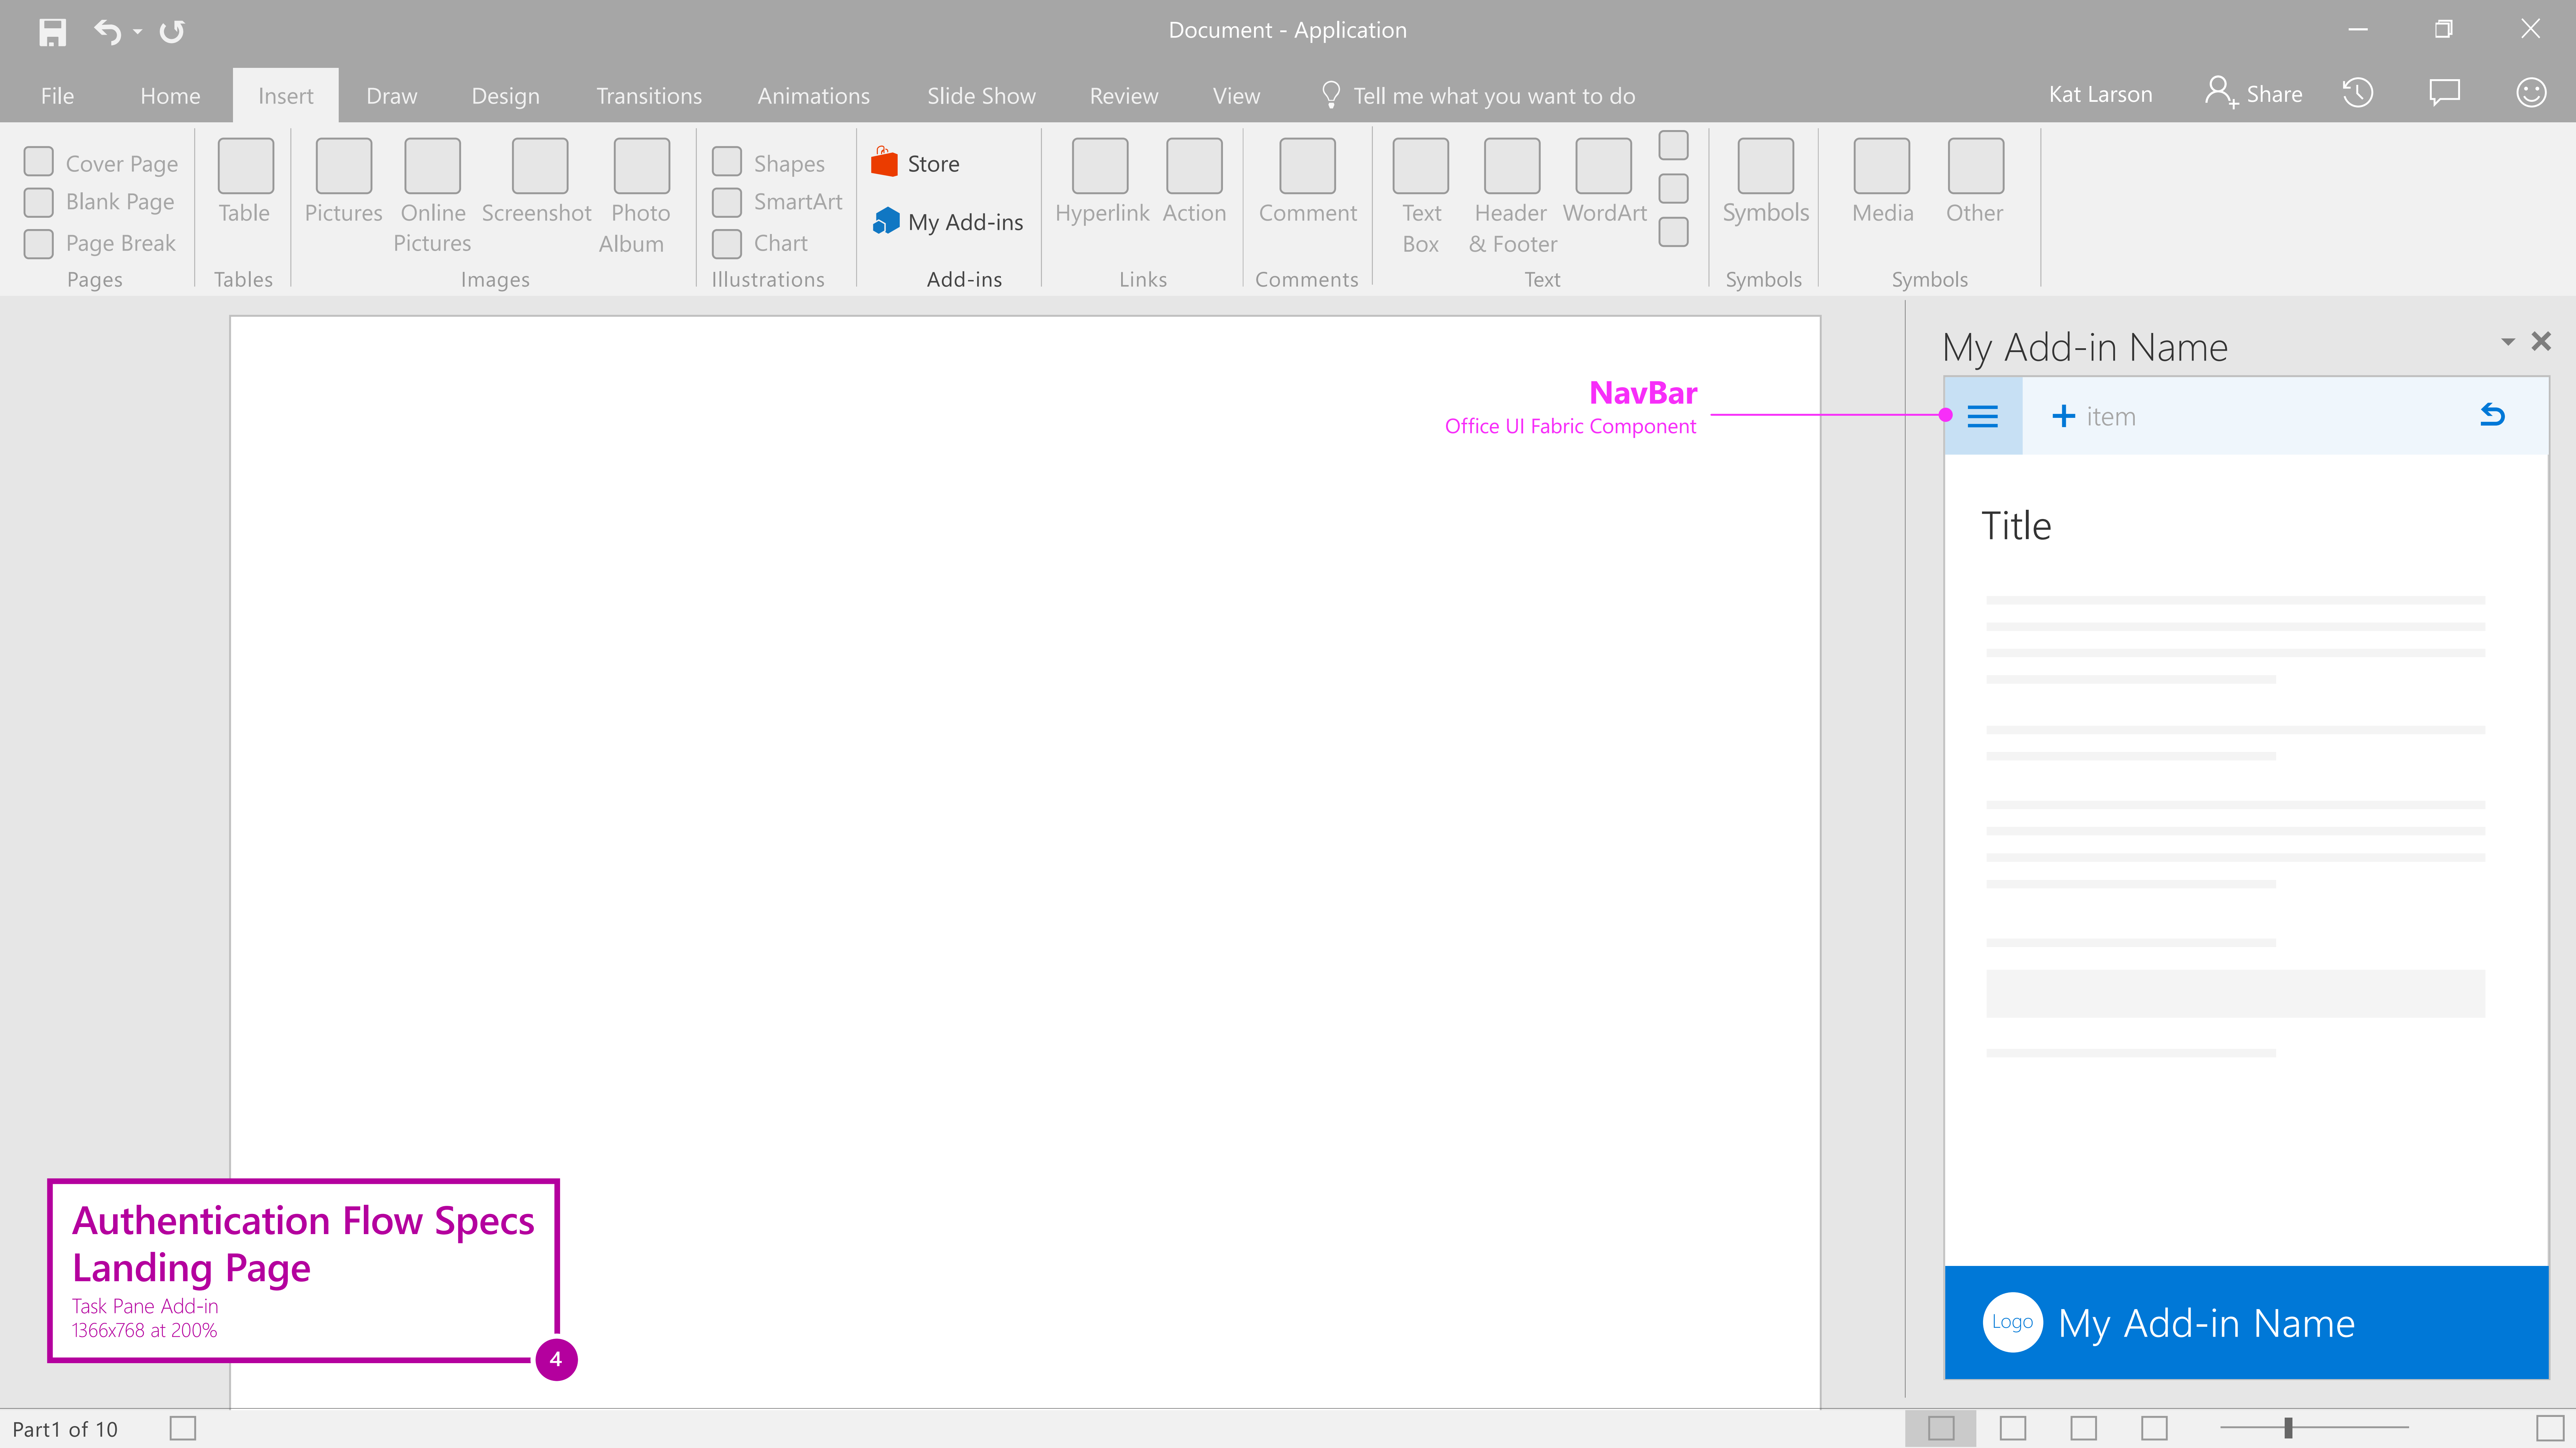 Document - Application
File Home Insert Draw Design Transitions Animations Slide Show Review View Tell me what you want to do Kat Larson Share
Cover Page
Blank Page
Page Break
Pages
Table
Tables
Pictures
Online
Pictures
Screenshot
Photo
Album
Images
Shapes
SmartArt
Chart
Illustrations
Store
My Add-ins
Add-ins
Hyperlink
Action
Links
Comment
Comments
Text
Box
Header
& Footer
WordArt
Text
Symbols
Symbols
Media
Other
Symbols
My Add-in Name
NavBar
Office UI Fabric Component
item
Title
Authentication Flow Specs
Landing Page
Task Pane Add-in
1366x768 at 200%
4
Logo
My Add-in Name
Part1 of 10